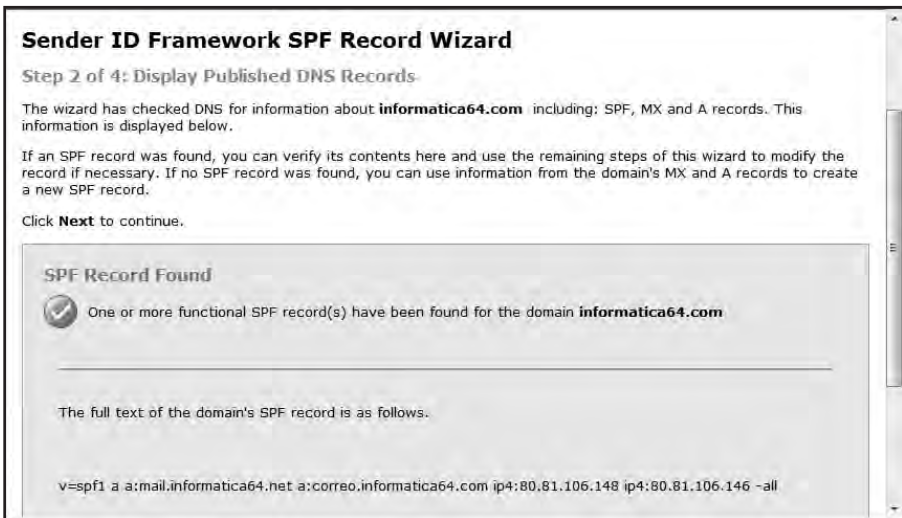 Sender ID Framework SPF Record Wizard
Step 2 of 4: Display Published DNS Records
The wizard has checked DNS for information about informatica64.com including: SPF, MX and A records. This
information is displayed below.
If an SPF record was found, you can verify its contents here and use the remaining steps of this wizard to modify the
record if necessary. If no SPF record was found, you can use information from the domain's MX and A records to create
a new SPF record.
Click Next to continue.
SPF Record Found
One or more functional SPF record(s) have been found for the domain informatica64.com
The full text of the domain's SPF record is as follows.
v=spf1 a a:mail.informatica64.net a:correo.informatica64.com ip4:80.81.106.148 ip4:80.81.106.146 -all